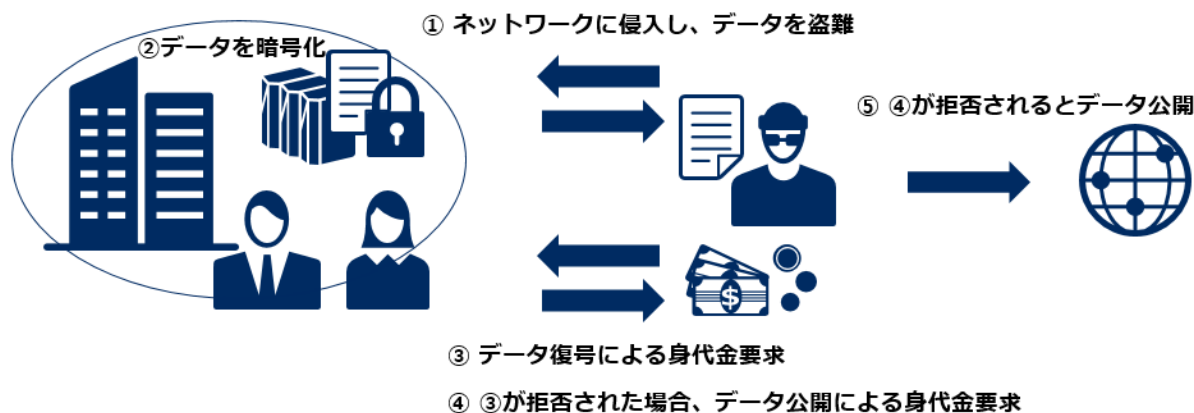 ① ネットワークに侵入し、データを盗難
②データを暗号化
⑤ ④が拒否されるとデータ公開
$
③ データ復号による身代金要求
④ ③が拒否された場合、データ公開による身代金要求